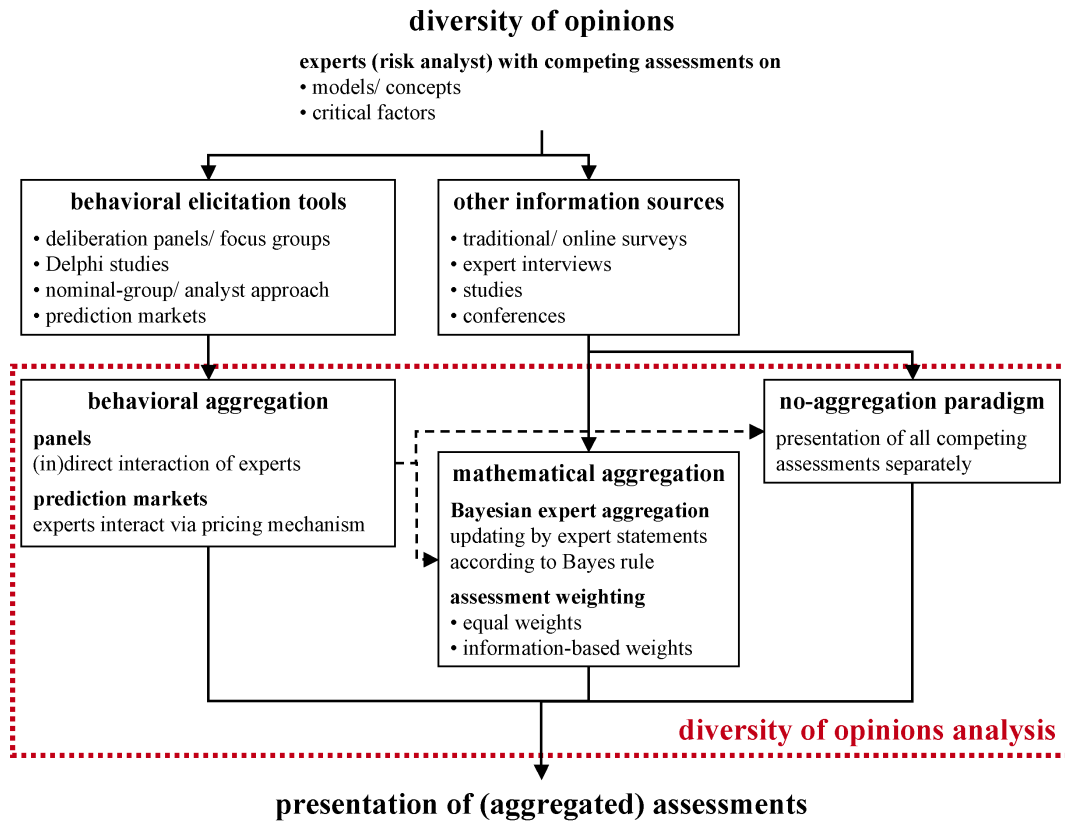 diversity of opinions
experts (risk analyst) with competing assessments on
• models/ concepts
• critical factors
behavioral elicitation tools
• deliberation panels/ focus groups
• Delphi studies
• nominal-group/ analyst approach
• prediction markets
other information sources
• traditional/ online surveys
• expert interviews
• studies
• conferences
behavioral aggregation
panels
(in)direct interaction of experts
prediction markets
experts interact via pricing mechanism
mathematical aggregation
Bayesian expert aggregation
updating by expert statements
according to Bayes rule
assessment weighting
• equal weights
• information-based weights
no-aggregation paradigm
presentation of all competing
assessments separately
diversity of opinions analysis
presentation of (aggregated) assessments